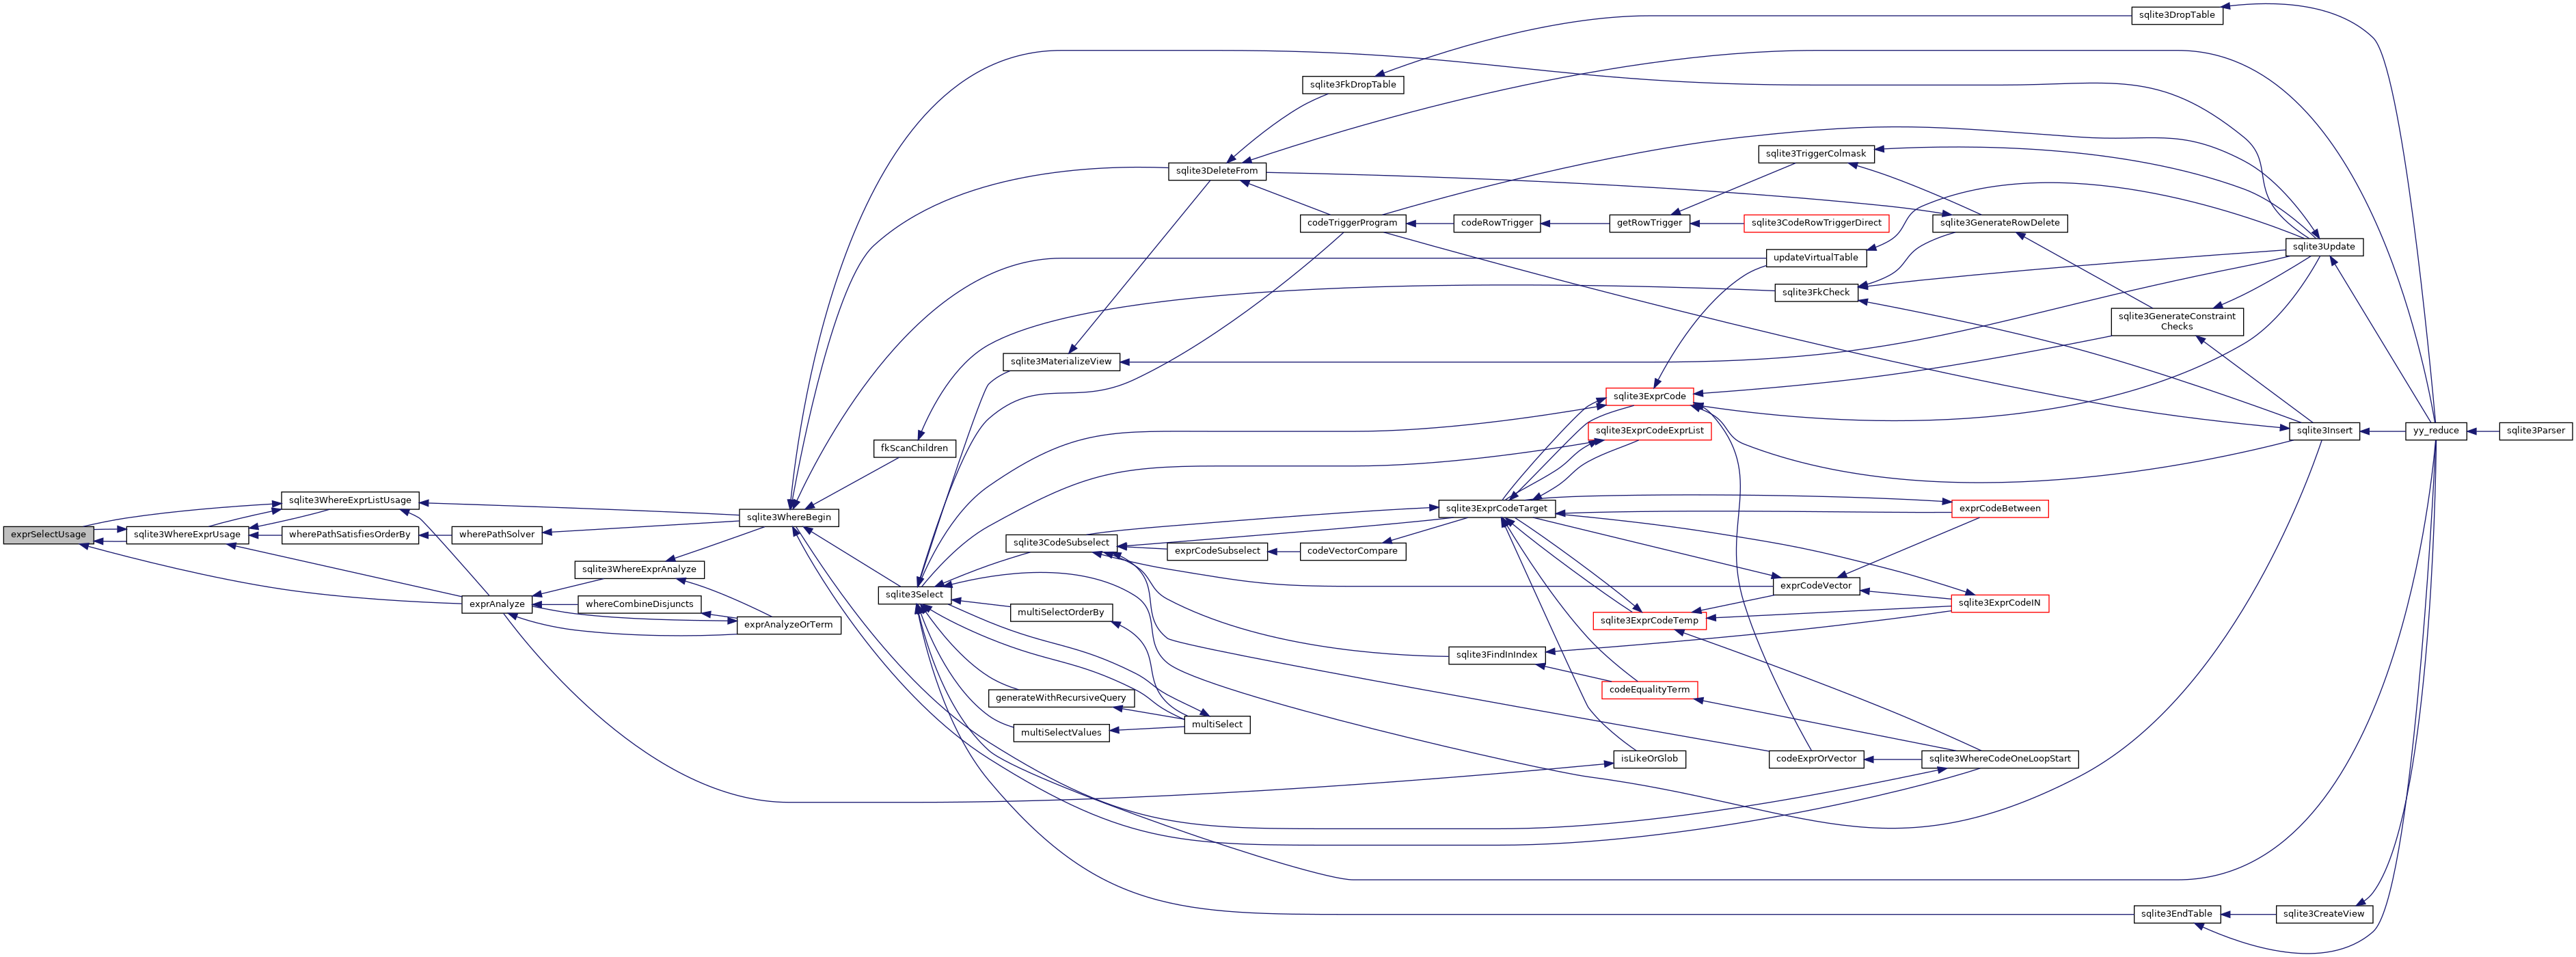 sqlite3DropTable
sqlite3FkDropTable
sqlite3TriggerColmask
sqlite3DeleteFrom
codeTriggerProgram
codeRowTrigger
getRowTrigger
sqlite3CodeRowTriggerDirect
sqlite3GenerateRowDelete
sqlite3Update
updateVirtualTable
sqlite3FkCheck
sqlite3GenerateConstraint
Checks
sqlite3MaterializeView
sqlite3ExprCode
sqlite3ExprCodeExprList
sqlite3Insert
yy_reduce
sqlite3Parser
fkScanChildren
sqlite3WhereExprListUsage
sqlite3WhereBegin
sqlite3ExprCodeTarget
exprCodeBetween
exprSelectUsage
sqlite3WhereExprUsage
wherePathSatisfiesOrderBy
wherePathSolver
sqlite3CodeSubselect
exprCodeSubselect
codeVectorCompare
sqlite3WhereExprAnalyze
exprCodeVector
sqlite3Select
exprAnalyze
whereCombineDisjuncts
multiSelectOrderBy
sqlite3ExprCodeIN
exprAnalyzeOrTerm
sqlite3ExprCodeTemp
sqlite3FindInIndex
codeEqualityTerm
generateWithRecursiveQuery
multiSelect
multiSelectValues
isLikeOrGlob
codeExprOrVector
sqlite3WhereCodeOneLoopStart
sqlite3EndTable
sqlite3CreateView